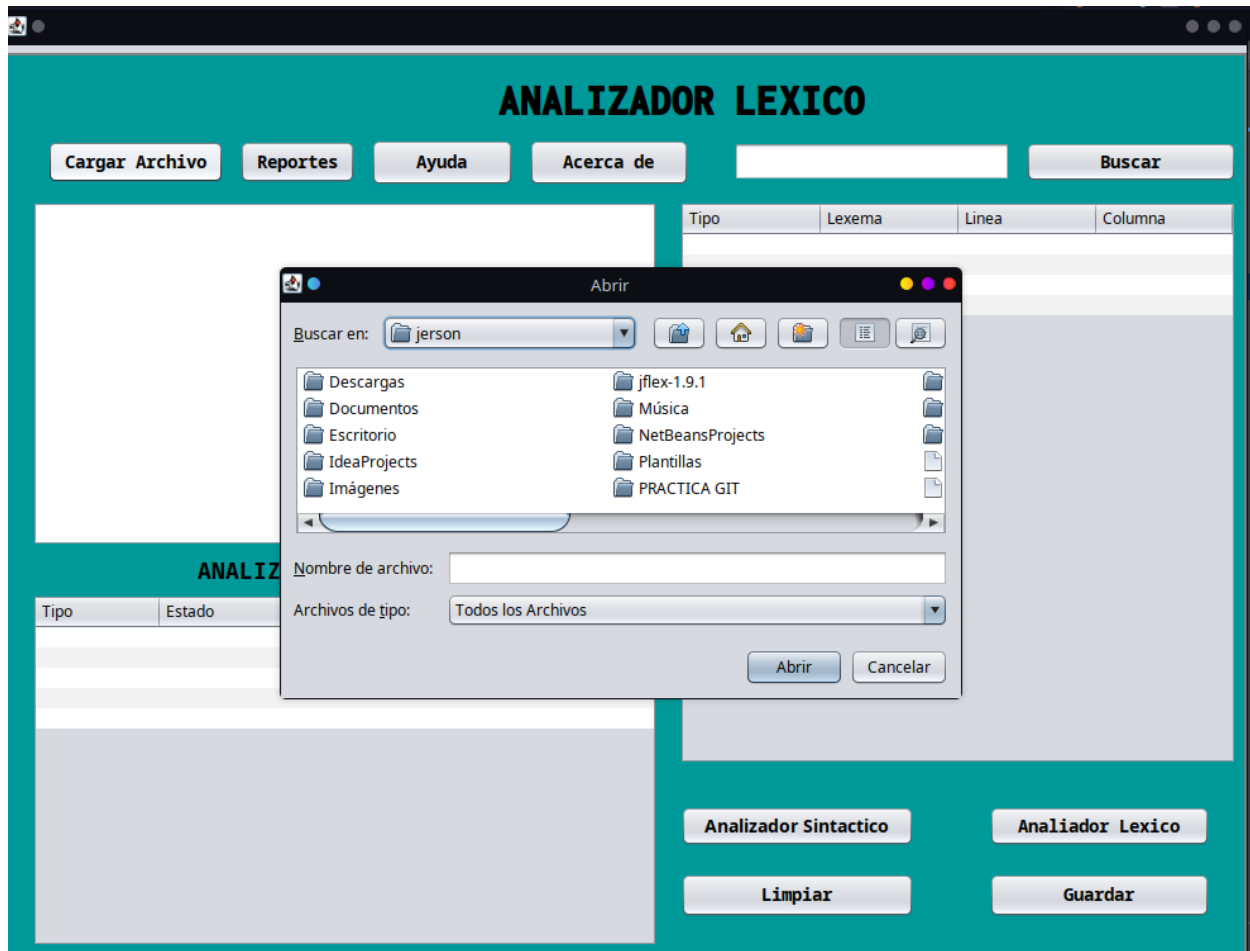 ANALIZADOR LEXICO
Cargar Archivo Reportes Ayuda Acerca de Buscar
Tipo Lexema Linea Columna
Abrir
Buscar en: jerson
Descargas jflex-1.9.1
Documentos Música
Escritorio NetBeansProjects
IdeaProjects Plantillas
Imágenes PRACTICA GIT
Nombre de archivo:
Archivos de tipo: Todos los Archivos
Abrir Cancelar
ANALIZ
Tipo Estado
Analizador Sintactico Analiador Lexico
Limpiar Guardar